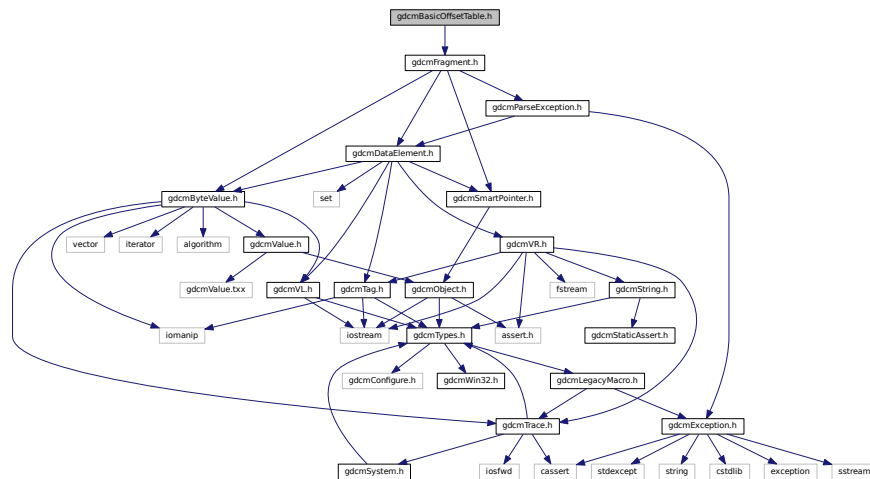 gdcmBasicOffsetTable.h
gdcmFragment.h
gdcmParseException.h
gdcmDataElement.h
gdcmByteValue.h
set
gdcmSmartPointer.h
vector
iterator
algorithm
gdcmValue.h
gdcmVR.h
gdcmValue.txx
gdcmVL.h
gdcmTag.h
gdcmObject.h
fstream
gdcmString.h
iomanip
iostream
gdcmTypes.h
assert.h
gdcmStaticAssert.h
gdcmConfigure.h
gdcmWin32.h
gdcmLegacyMacro.h
gdcmTrace.h
gdcmException.h
gdcmSystem.h
iosfwd
cassert
stdexcept
string
cstdlib
exception
sstream